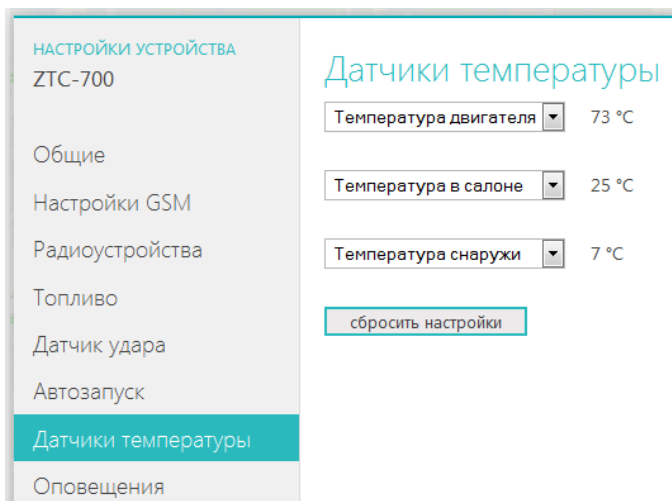 НАСТРОЙКИ УСТРОЙСТВА
ZTC-700
Общие
Настройки GSM
Радиоустройства
Топливо
Датчик удара
Автозапуск
Датчики температуры
Оповещения
Датчики температуры
Температура двигателя 73 °C
Температура в салоне 25 °C
Температура снаружи 7 °C
сбросить настройки